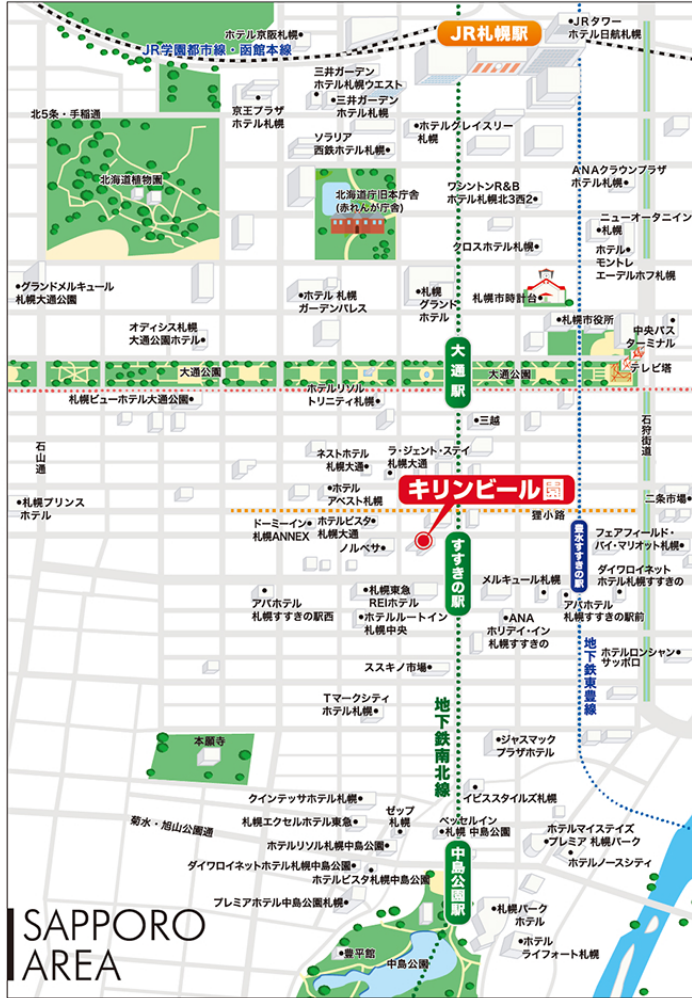 ホテル京阪札幌
JR学園都市線・函館本線
JR札幌駅
JRタワー
ホテル日航札幌
三井ガーデン
ホテル札幌ウエスト
三井ガーデン
ホテル札幌
京王プラザ
ホテル札幌
北5条・手稲通
ソラリア
西鉄ホテル札幌
ホテルグレイスリー
札幌
北海道植物園
北海道庁旧本庁舎
(赤れんが庁舎)
ワシントンR&B
ホテル札幌北3西2
ANAクラウンプラザ
ホテル札幌
ニューオータニイン
札幌
クロスホテル札幌
ホテル
モントレ
エーデルホフ札幌
グランドメルキュール
札幌大通公園
ホテル 札幌
ガーデンパレス
札幌
グランド
ホテル
札幌市時計台
オディシス札幌
大通公園ホテル
札幌市役所
中央バス
ターミナル
大通駅
大通公園
大通公園
テレビ塔
札幌ビューホテル大通公園
ホテルリソル
トリニティ札幌
三越
石山通
石狩街道
ネストホテル
札幌大通
ラ・ジェント・ステイ
札幌大通
ホテル
アベスト札幌
キリンビール園
札幌プリンス
ホテル
二条市場
狸小路
ドーミーイン
札幌ANNEX
ホテルビスタ
札幌大通
ノルベサ
すすきの駅
豊水すすきの駅
フェアフィールド・
バイ・マリオット札幌
ダイワロイネット
ホテル札幌すすきの
メルキュール札幌
アパホテル
札幌すすきの駅西
札幌東急
REIホテル
アパホテル
札幌すすきの駅前
ホテルルートイン
札幌中央
ANA
ホリデイ・イン
札幌すすきの
地下鉄東豊線
ホテルロンシャン
サッポロ
ススキノ市場
Tマークシティ
ホテル札幌
地下鉄南北線
本願寺
ジャスマック
プラザホテル
イビススタイルズ札幌
クインテッサホテル札幌
ゼップ
札幌
菊水・旭山公園通
札幌エクセルホテル東急
ベッセルイン
札幌 中島公園
ホテルリソル札幌中島公園
ホテルマイステイズ
プレミア 札幌パーク
ホテルノースシティ
ダイワロイネットホテル札幌中島公園
ホテルビスタ札幌中島公園
中島公園駅
プレミアホテル中島公園札幌
札幌パーク
ホテル
ホテル
ライフォート札幌
豊平館
中島公園
SAPPORO
AREA